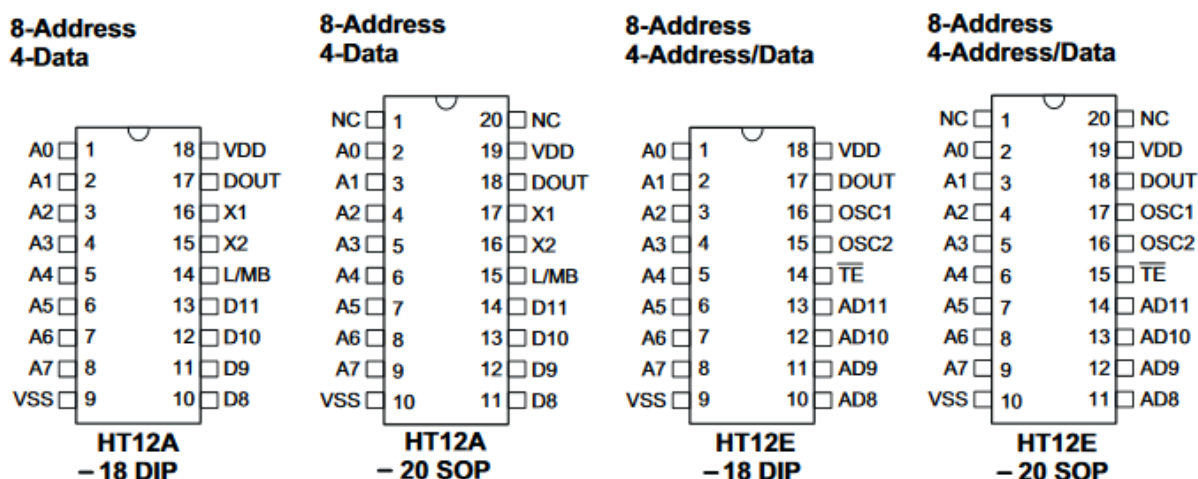 8-Address
4-Data
A0 1 18 VDD
A1 2 17 DOUT
A2 3 16 X1
A3 4 15 X2
A4 5 14 L/MB
A5 6 13 D11
A6 7 12 D10
A7 8 11 D9
VSS 9 10 D8
HT12A
– 18 DIP
8-Address
4-Data
NC 1 20 NC
A0 2 19 VDD
A1 3 18 DOUT
A2 4 17 X1
A3 5 16 X2
A4 6 15 L/MB
A5 7 14 D11
A6 8 13 D10
A7 9 12 D9
VSS 10 11 D8
HT12A
– 20 SOP
8-Address
4-Address/Data
A0 1 18 VDD
A1 2 17 DOUT
A2 3 16 OSC1
A3 4 15 OSC2
A4 5 14 T̅E̅
A5 6 13 AD11
A6 7 12 AD10
A7 8 11 AD9
VSS 9 10 AD8
HT12E
– 18 DIP
8-Address
4-Address/Data
NC 1 20 NC
A0 2 19 VDD
A1 3 18 DOUT
A2 4 17 OSC1
A3 5 16 OSC2
A4 6 15 T̅E̅
A5 7 14 AD11
A6 8 13 AD10
A7 9 12 AD9
VSS 10 11 AD8
HT12E
– 20 SOP